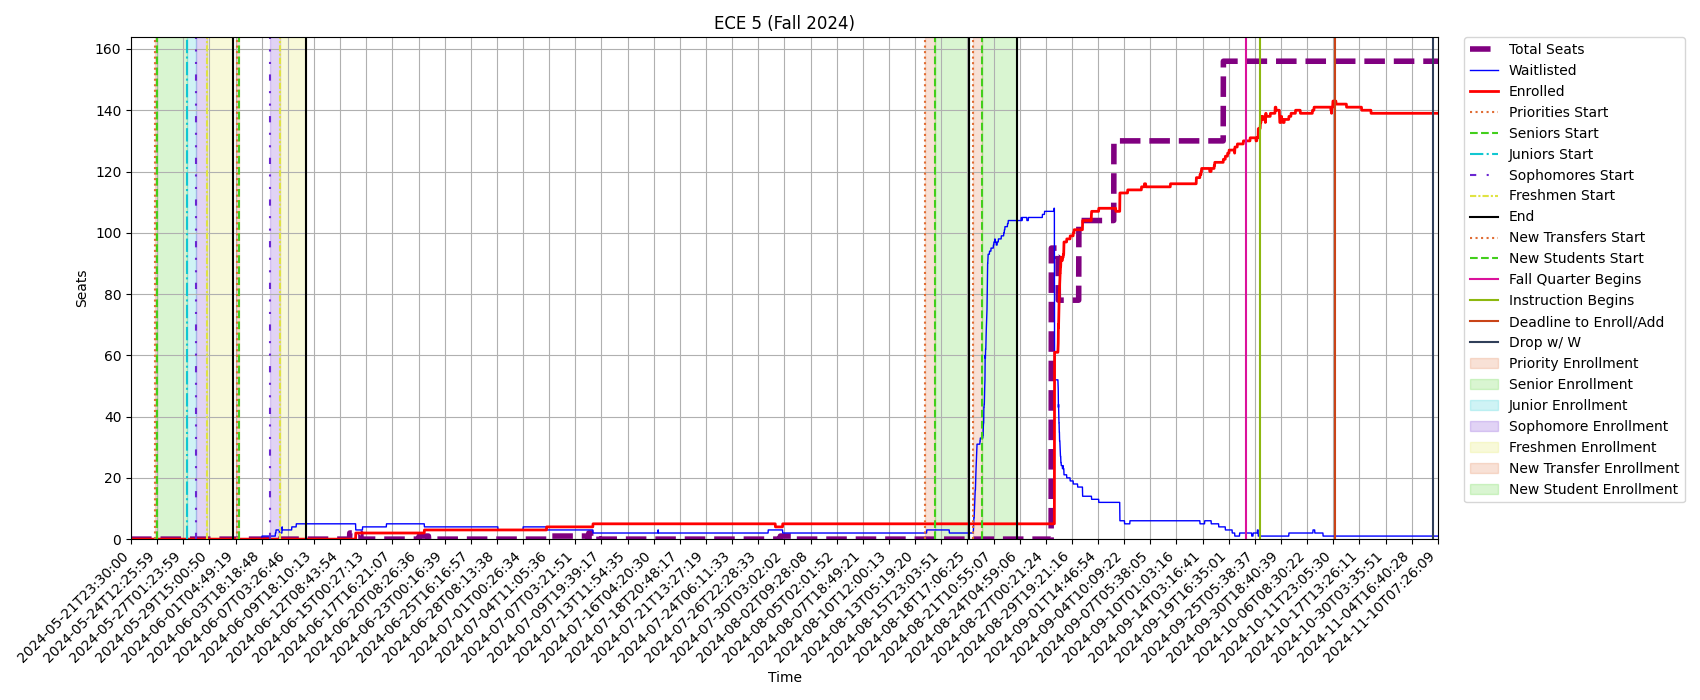 ECE 5 (Fall 2024)
160
140
120
100
80
60
40
20
0
Seats
2024-05-21T23:30:00
2024-05-24T12:25:59
2024-05-27T01:23:59
2024-05-29T15:00:50
2024-06-01T04:49:19
2024-06-03T18:18:48
2024-06-07T03:26:46
2024-06-09T18:10:13
2024-06-12T08:43:54
2024-06-15T00:27:13
2024-06-17T16:21:07
2024-06-20T08:26:36
2024-06-23T00:16:39
2024-06-25T16:16:57
2024-06-28T08:13:38
2024-07-01T00:26:34
2024-07-04T11:05:36
2024-07-07T03:21:51
2024-07-09T19:39:17
2024-07-13T11:54:35
2024-07-16T04:20:30
2024-07-18T20:48:17
2024-07-21T13:27:19
2024-07-24T06:11:33
2024-07-26T22:28:33
2024-07-30T03:02:02
2024-08-02T19:28:08
2024-08-05T02:01:52
2024-08-07T18:49:21
2024-08-10T12:00:13
2024-08-13T05:19:20
2024-08-15T23:03:51
2024-08-18T17:06:25
2024-08-21T10:55:07
2024-08-24T04:59:06
2024-08-27T00:21:24
2024-08-29T19:21:16
2024-09-01T14:46:54
2024-09-04T10:09:22
2024-09-07T05:38:05
2024-09-10T01:03:16
2024-09-14T03:16:41
2024-09-19T16:35:01
2024-09-25T05:38:37
2024-09-30T18:40:39
2024-10-06T08:30:22
2024-10-11T23:05:30
2024-10-17T13:26:11
2024-10-30T03:35:51
2024-11-04T16:40:28
2024-11-10T07:26:09
Time
Total Seats
Waitlisted
Enrolled
Priorities Start
Seniors Start
Juniors Start
Sophomores Start
Freshmen Start
End
New Transfers Start
New Students Start
Fall Quarter Begins
Instruction Begins
Deadline to Enroll/Add
Drop w/ W
Priority Enrollment
Senior Enrollment
Junior Enrollment
Sophomore Enrollment
Freshmen Enrollment
New Transfer Enrollment
New Student Enrollment